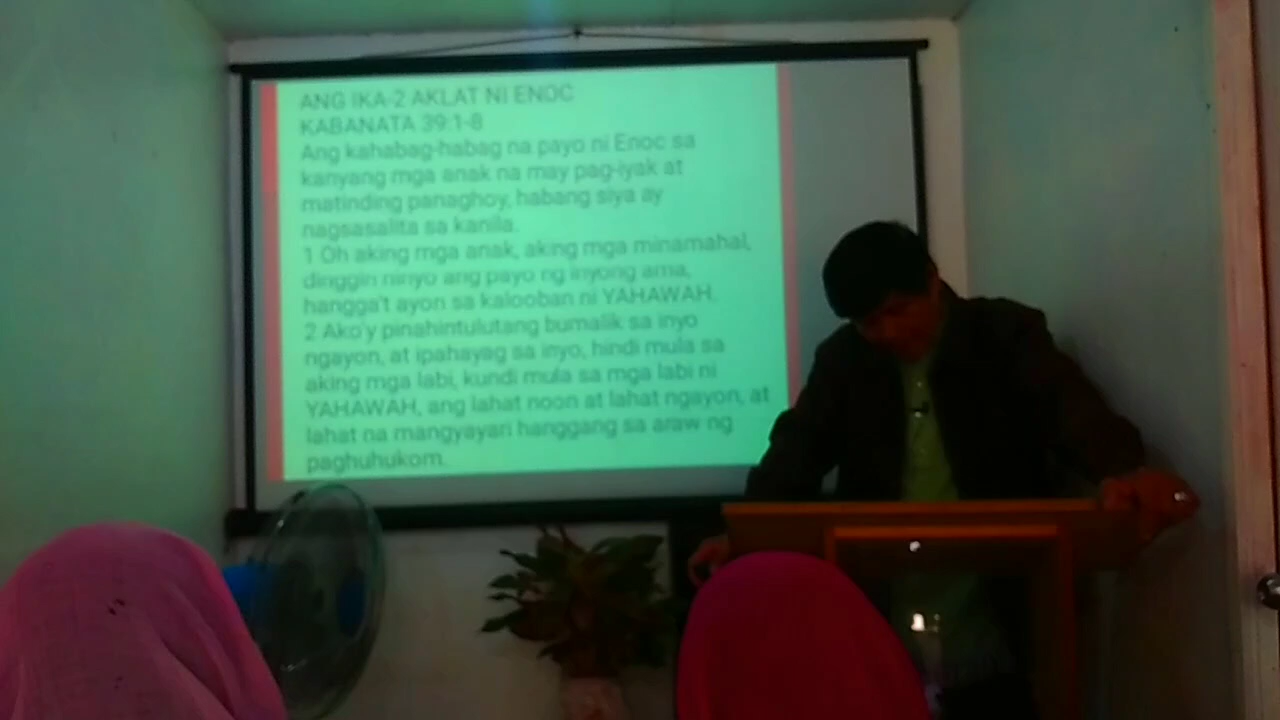 ANG IKA-2 AKLAT NI ENOC
KABANATA 39:1-8
Ang kahabag-habag na payo ni Enoc sa
kanyang mga anak na may pag-iyak at
matinding panaghoy, habang siya ay
nagsasalita sa kanila.
1 Oh aking mga anak, aking mga minamahal,
dinggin ninyo ang payo ng inyong ama,
hangga't ayon sa kalooban ni YAHAWAH.
2 Ako'y pinahintulutang bumalik sa inyo
ngayon, at ipahayag sa inyo, hindi mula sa
aking mga labi, kundi mula sa mga labi ni
YAHAWAH, ang lahat noon at lahat ngayon, at
lahat na mangyayari hanggang sa araw ng
paghuhukom.